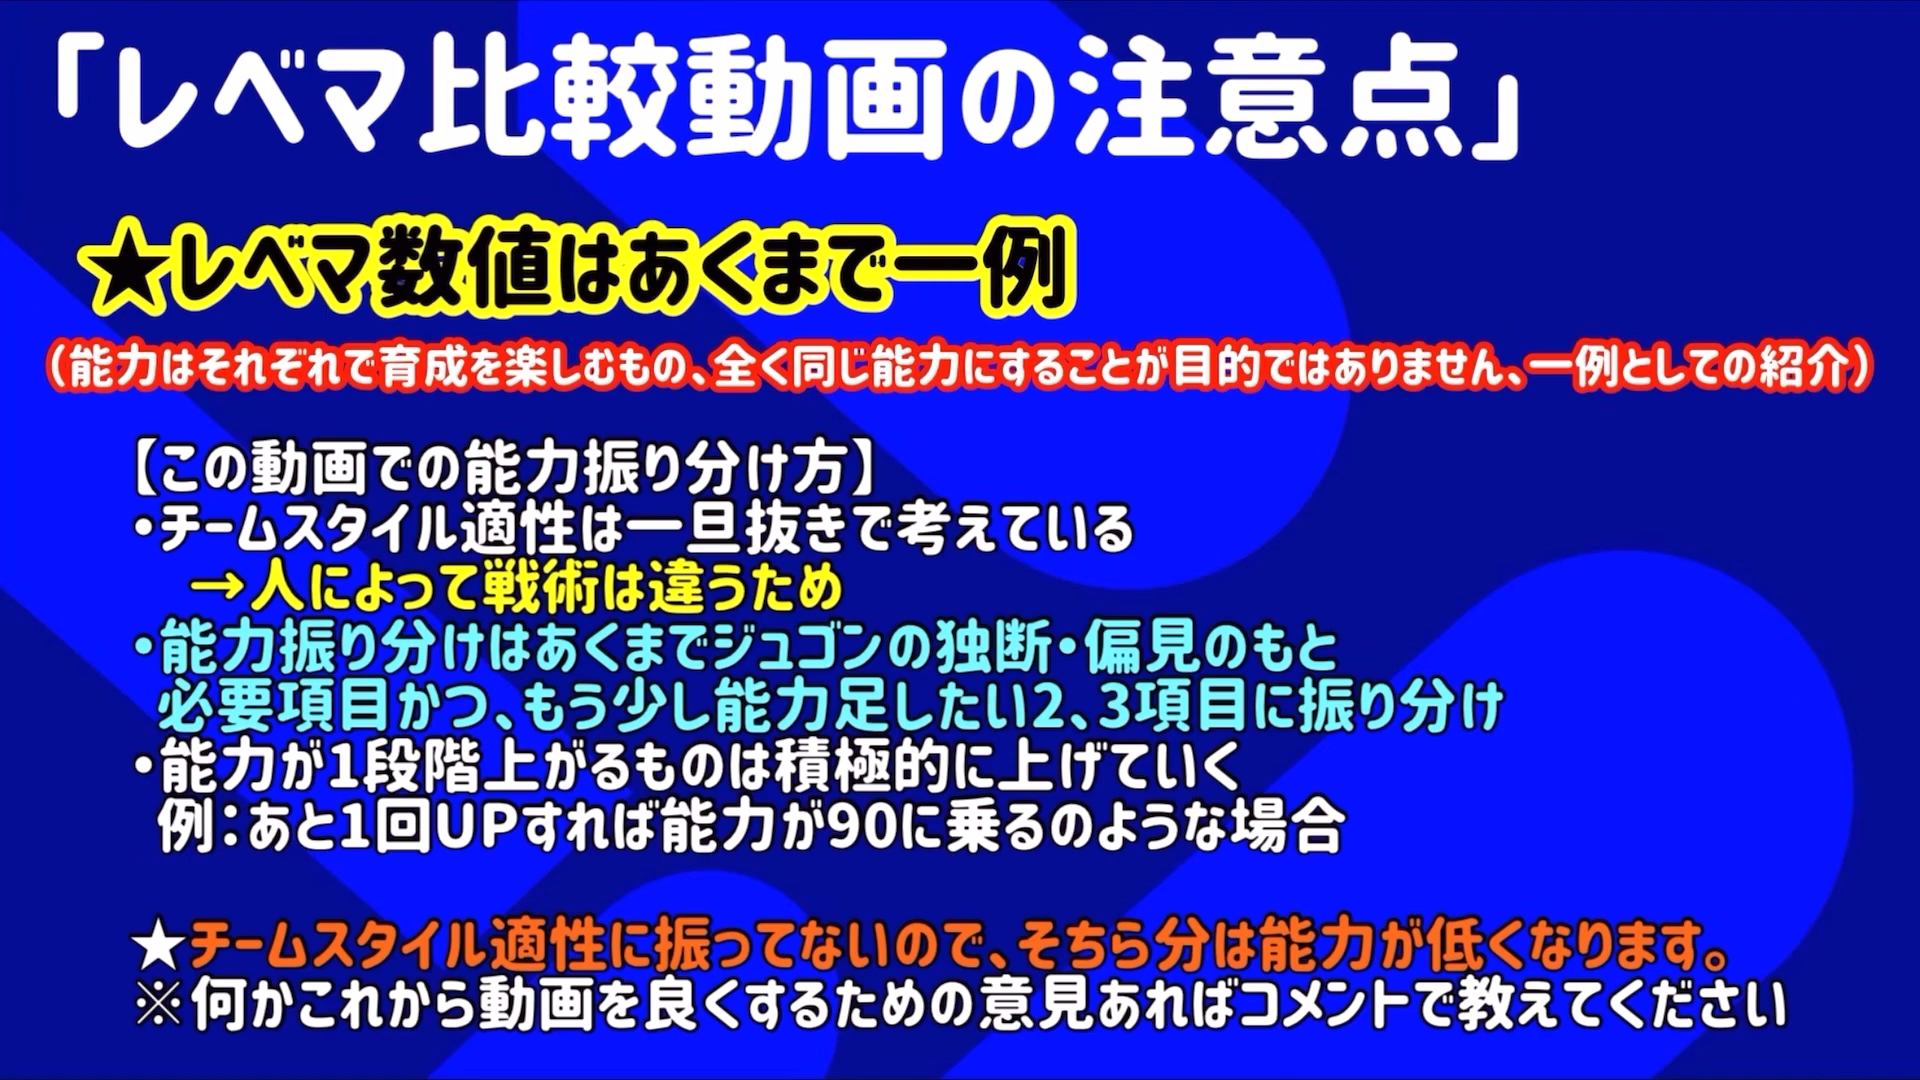 「レベマ比較動画の注意点」
★レベマ数値はあくまで一例
（能力はそれぞれで育成を楽しむもの、全く同じ能力にすることが目的ではありません、一例としての紹介）
【この動画での能力振り分け方】
・チームスタイル適性は一旦抜きで考えている
→人によって戦術は違うため
・能力振り分けはあくまでジュゴンの独断・偏見のもと
必要項目かつ、もう少し能力足したい2、3項目に振り分け
・能力が1段階上がるものは積極的に上げていく
例：あと1回UPすれば能力が90に乗るのような場合
★チームスタイル適性に振ってないので、そちら分は能力が低くなります。
※何かこれから動画を良くするための意見あればコメントで教えてください